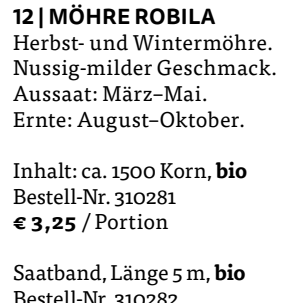 12 | MÖHRE ROBILA
Herbst- und Wintermöhre.
Nussig-milder Geschmack.
Aussaat: März–Mai.
Ernte: August–Oktober.
Inhalt: ca. 1500 Korn, bio
Bestell-Nr. 310281
€ 3,25 / Portion
Saatband, Länge 5 m, bio
Bestell-Nr. 310282